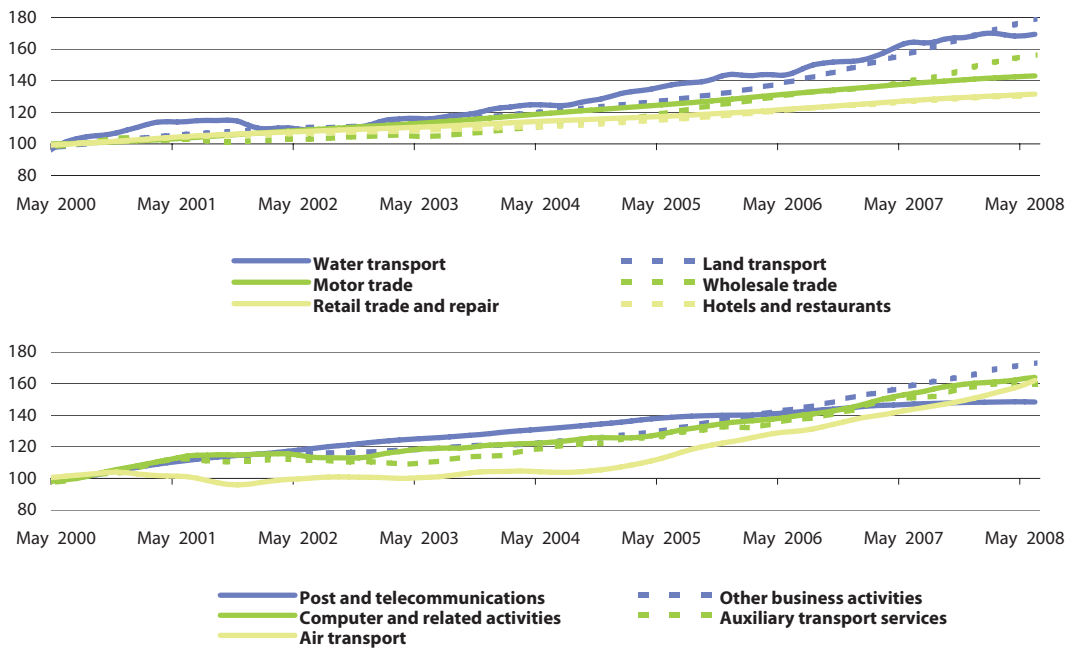 180
160
140
120
100
80
May 2000 May 2001 May 2002 May 2003 May 2004 May 2005 May 2006 May 2007 May 2008
Water transport Land transport
Motor trade Wholesale trade
Retail trade and repair Hotels and restaurants
180
160
140
120
100
80
May 2000 May 2001 May 2002 May 2003 May 2004 May 2005 May 2006 May 2007 May 2008
Post and telecommunications Other business activities
Computer and related activities Auxiliary transport services
Air transport